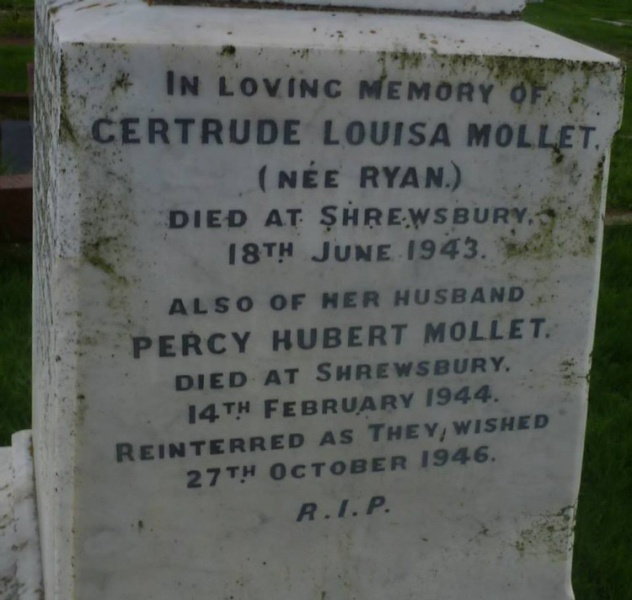 IN LOVING MEMORY OF
GERTRUDE LOUISA MOLLET.
(NÉE RYAN.)
DIED AT SHREWSBURY.
18TH JUNE 1943.
ALSO OF HER HUSBAND
PERCY HUBERT MOLLET.
DIED AT SHREWSBURY.
14TH FEBRUARY 1944.
REINTERRED AS THEY WISHED
27TH OCTOBER 1946.
R.I.P.